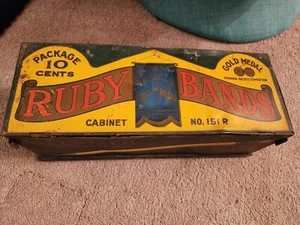 PACKAGE
10
CENTS
GOLD MEDAL
RUBY BANDS
CABINET NO. 151 R